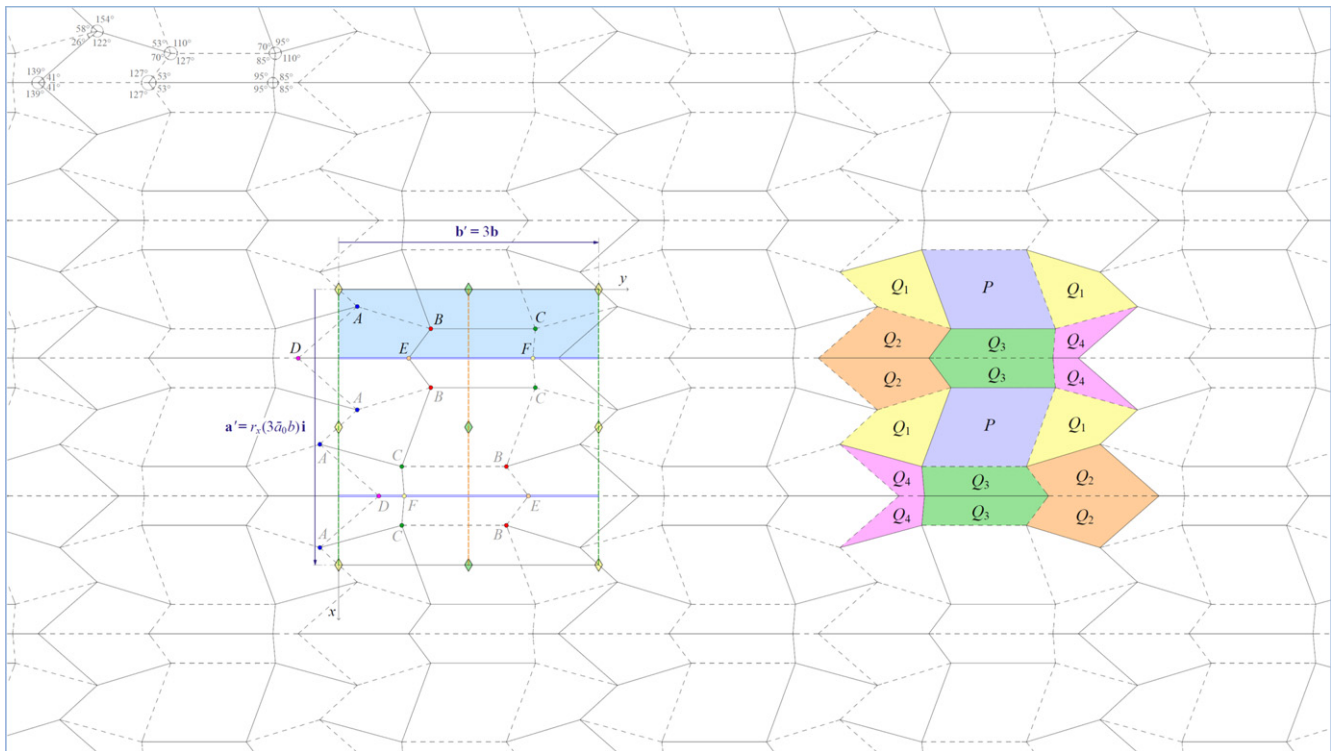 154°
58°
26° 122°
53° 110° 70° 95°
70° 127° 85° 110°
139° 41° 127° 53° 95° 85°
139° 41° 127° 53° 95° 85°
b′ = 3b
y
A B C Q₁ P Q₁
D E F Q₂ Q₃ Q₄
Q₂ Q₃ Q₄
A B C
a′ = rₓ(3ā₀b)i Q₁ P Q₁
A C B
Q₄ Q₃ Q₂
D F E
Q₄ Q₃ Q₂
A C B
x